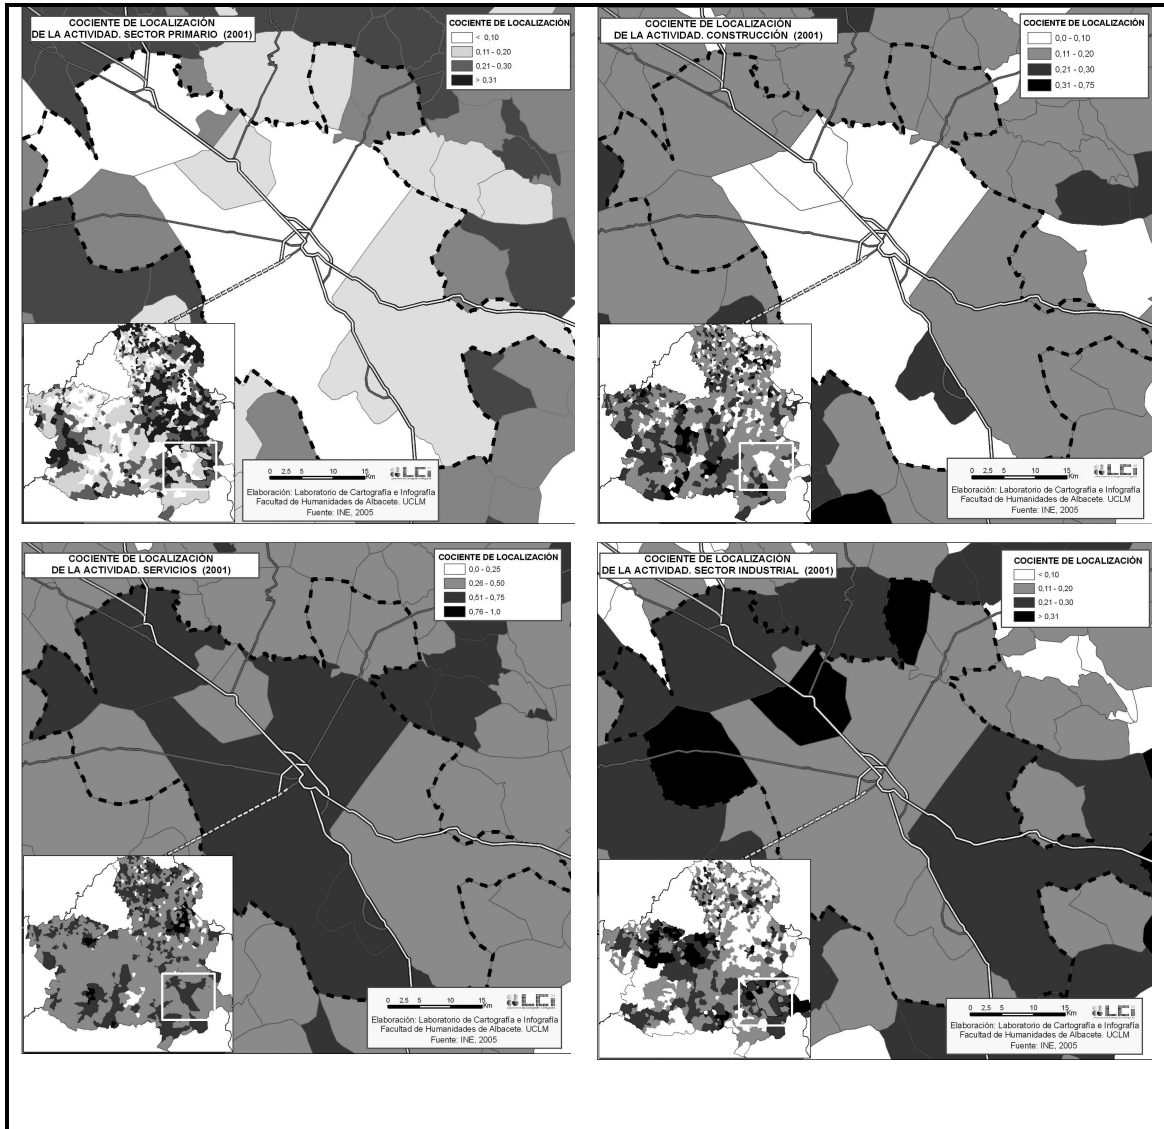 COCIENTE DE LOCALIZACIÓN
DE LA ACTIVIDAD. SECTOR PRIMARIO (2001)
COCIENTE DE LOCALIZACIÓN
< 0,10
0,11 - 0,20
0,21 - 0,30
> 0,31
0 2,5 5 10 15
Km
LCi
Elaboración: Laboratorio de Cartografía e Infografía
Facultad de Humanidades de Albacete. UCLM
Fuente: INE, 2005
COCIENTE DE LOCALIZACIÓN
DE LA ACTIVIDAD. CONSTRUCCIÓN (2001)
COCIENTE DE LOCALIZACIÓN
0,0 - 0,10
0,11 - 0,20
0,21 - 0,30
0,31 - 0,75
0 2,5 5 10 15
Km
LCi
Elaboración: Laboratorio de Cartografía e Infografía
Facultad de Humanidades de Albacete. UCLM
Fuente: INE, 2005
COCIENTE DE LOCALIZACIÓN
DE LA ACTIVIDAD. SERVICIOS (2001)
COCIENTE DE LOCALIZACIÓN
0,0 - 0,25
0,26 - 0,50
0,51 - 0,75
0,76 - 1,0
0 2,5 5 10 15
Km
LCi
Elaboración: Laboratorio de Cartografía e Infografía
Facultad de Humanidades de Albacete. UCLM
Fuente: INE, 2005
COCIENTE DE LOCALIZACIÓN
DE LA ACTIVIDAD. SECTOR INDUSTRIAL (2001)
COCIENTE DE LOCALIZACIÓN
< 0,10
0,11 - 0,20
0,21 - 0,30
> 0,31
0 2,5 5 10 15
Km
LCi
Elaboración: Laboratorio de Cartografía e Infografía
Facultad de Humanidades de Albacete. UCLM
Fuente: INE, 2005